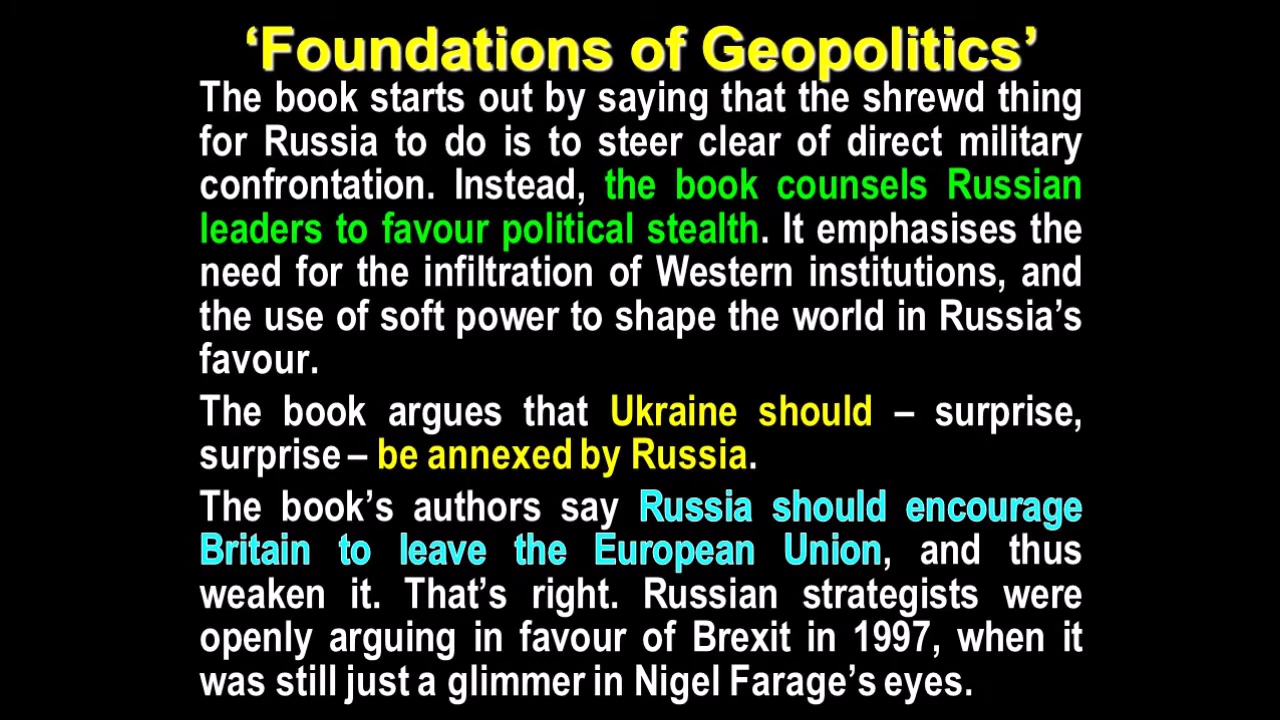 ‘Foundations of Geopolitics’
The book starts out by saying that the shrewd thing
for Russia to do is to steer clear of direct military
confrontation. Instead, the book counsels Russian
leaders to favour political stealth. It emphasises the
need for the infiltration of Western institutions, and
the use of soft power to shape the world in Russia’s
favour.
The book argues that Ukraine should – surprise,
surprise – be annexed by Russia.
The book’s authors say Russia should encourage
Britain to leave the European Union, and thus
weaken it. That’s right. Russian strategists were
openly arguing in favour of Brexit in 1997, when it
was still just a glimmer in Nigel Farage’s eyes.